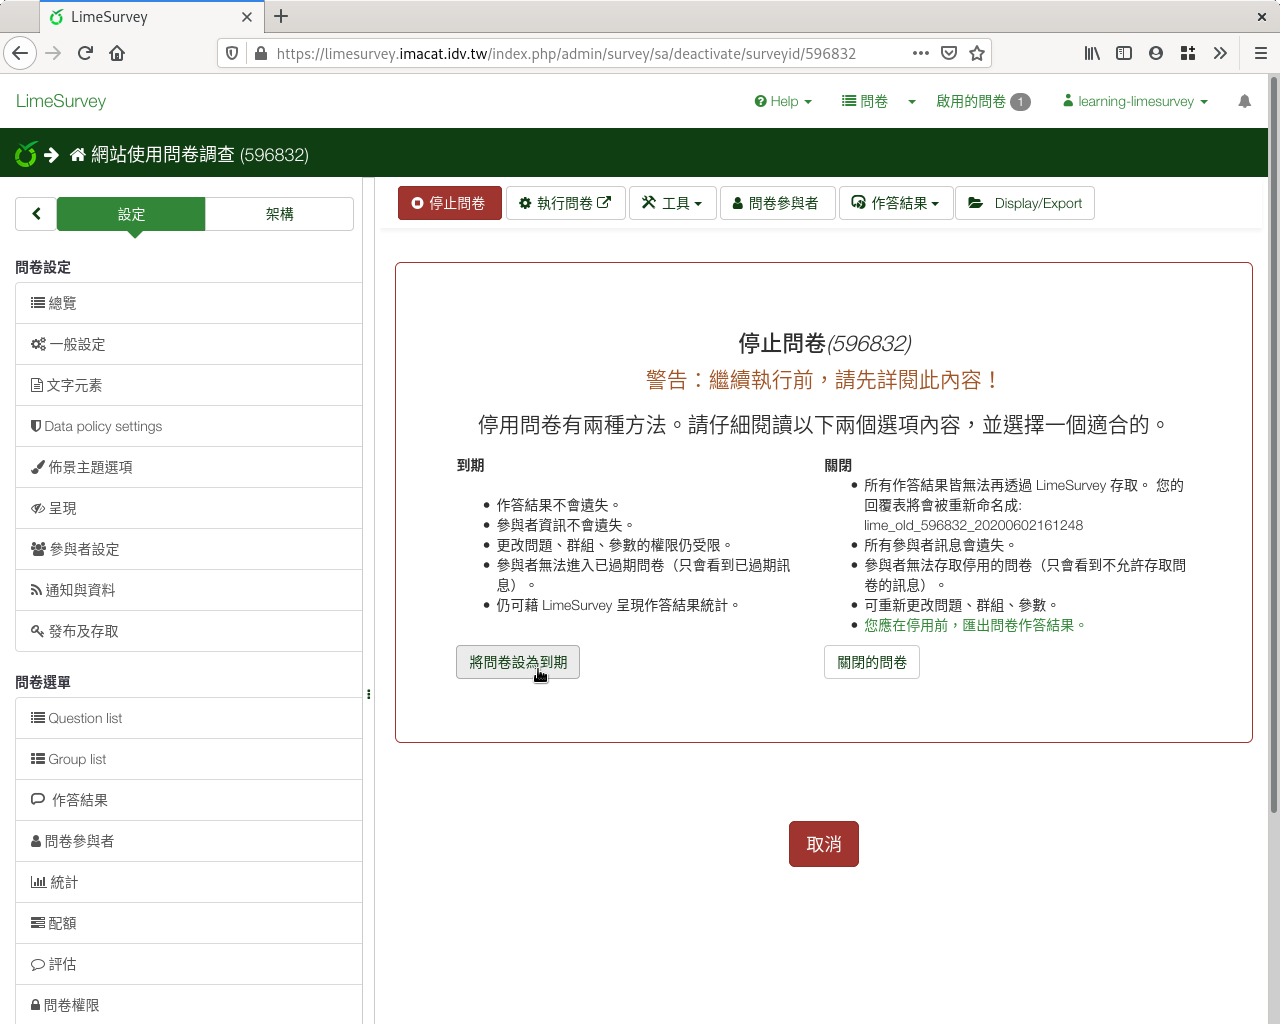 LimeSurvey
https://limesurvey.imacat.idv.tw/index.php/admin/survey/sa/deactivate/surveyid/596832
LimeSurvey
Help
問卷
啟用的問卷 1
learning-limesurvey
網站使用問卷調查 (596832)
設定
架構
停止問卷
執行問卷
工具
問卷參與者
作答結果
Display/Export
問卷設定
總覽
一般設定
文字元素
Data policy settings
佈景主題選項
呈現
參與者設定
通知與資料
發布及存取
問卷選單
Question list
Group list
作答結果
問卷參與者
統計
配額
評估
問卷權限
停止問卷(596832)
警告：繼續執行前，請先詳閱此內容！
停用問卷有兩種方法。請仔細閱讀以下兩個選項內容，並選擇一個適合的。
到期
作答結果不會遺失。
參與者資訊不會遺失。
更改問題、群組、參數的權限仍受限。
參與者無法進入已過期問卷（只會看到已過期訊
息）。
仍可藉 LimeSurvey 呈現作答結果統計。
將問卷設為到期
關閉
所有作答結果皆無法再透過 LimeSurvey 存取。 您的
回覆表將會被重新命名成:
lime_old_596832_20200602161248
所有參與者訊息會遺失。
參與者無法存取停用的問卷（只會看到不允許存取問
卷的訊息）。
可重新更改問題、群組、參數。
您應在停用前，匯出問卷作答結果。
關閉的問卷
取消